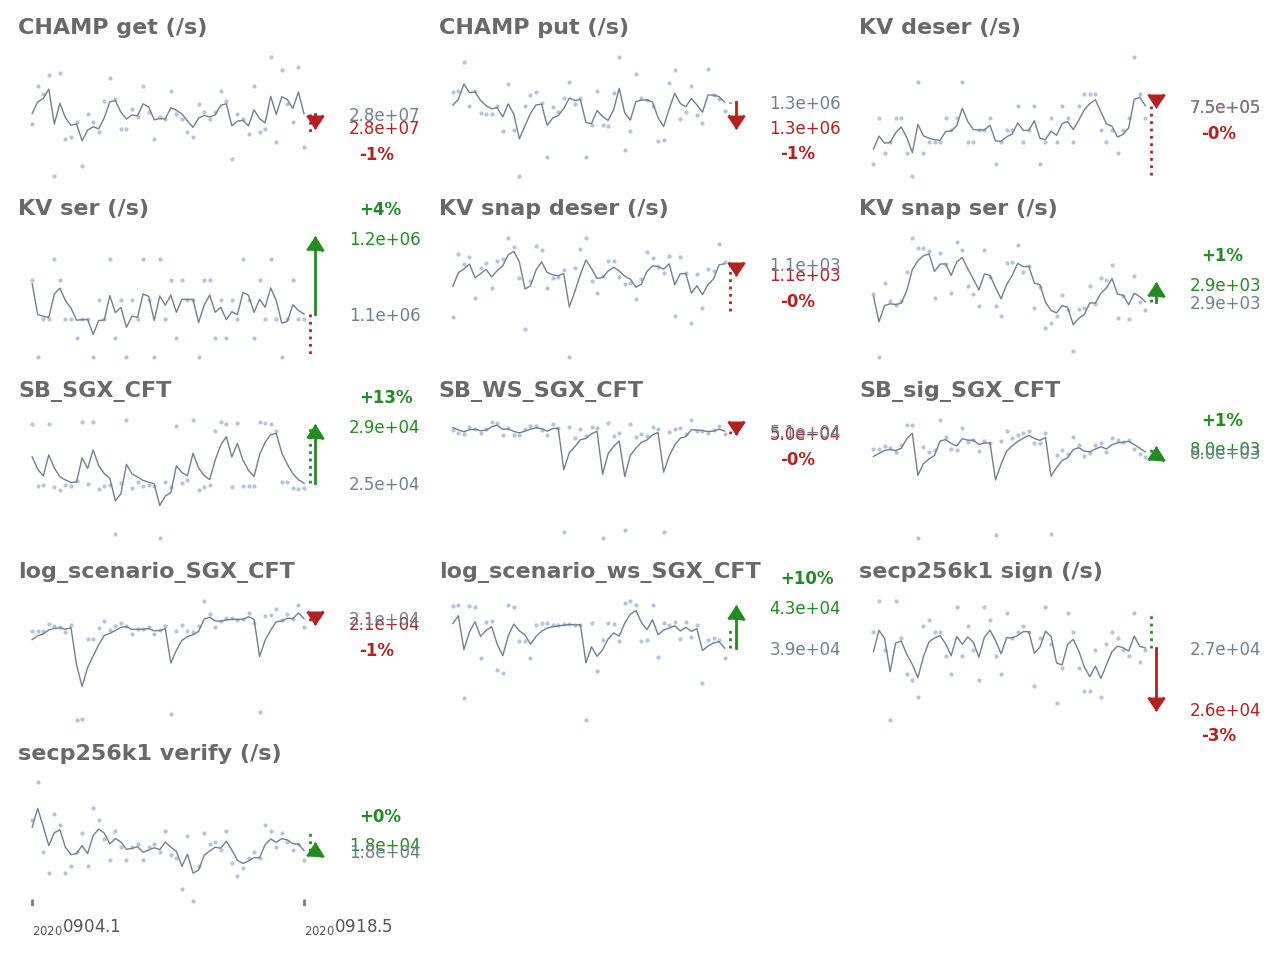 CHAMP get (/s)
2.8e+07
2.8e+07
-1%
CHAMP put (/s)
1.3e+06
1.3e+06
-1%
KV deser (/s)
7.5e+05
-0%
KV ser (/s)
+4%
1.2e+06
1.1e+06
KV snap deser (/s)
1.1e+03
1.1e+03
-0%
KV snap ser (/s)
+1%
2.9e+03
2.9e+03
SB_SGX_CFT
+13%
2.9e+04
2.5e+04
SB_WS_SGX_CFT
5.1e+04
5.0e+04
-0%
SB_sig_SGX_CFT
+1%
8.0e+03
8.0e+03
log_scenario_SGX_CFT
2.1e+04
2.1e+04
-1%
log_scenario_ws_SGX_CFT
+10%
4.3e+04
3.9e+04
secp256k1 sign (/s)
2.7e+04
2.6e+04
-3%
secp256k1 verify (/s)
+0%
1.8e+04
1.8e+04
20200904.1
20200918.5